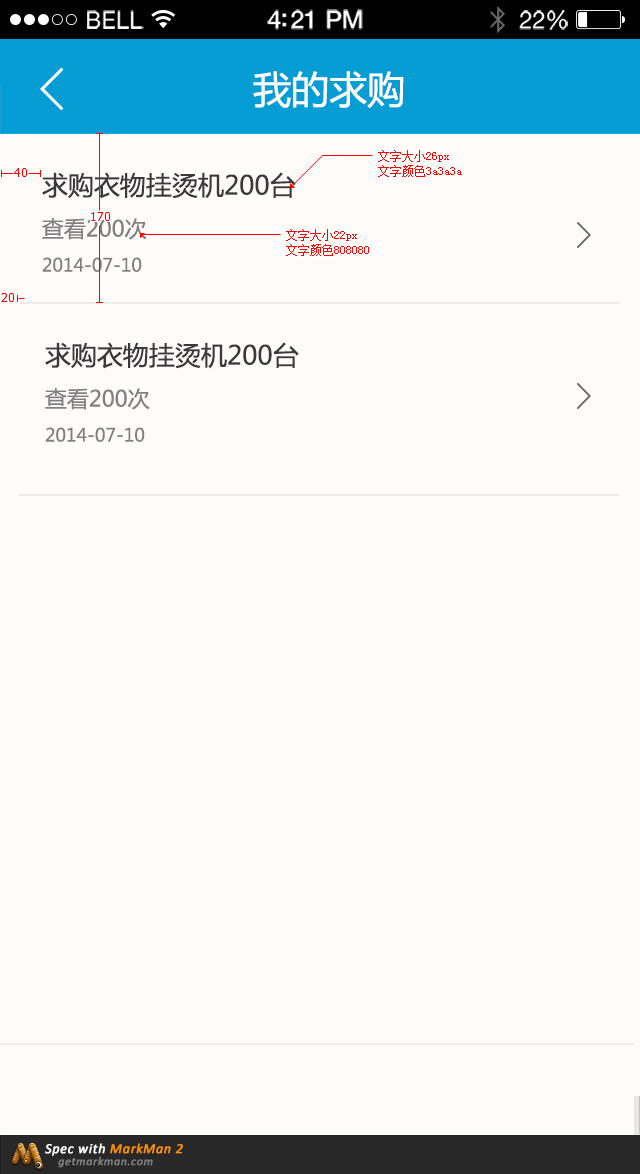 BELL 4:21 PM 22%
我的求购
文字大小26px
文字颜色3a3a3a
40
求购衣物挂烫机200台
170
查看200次
文字大小22px
文字颜色808080
2014-07-10
20
求购衣物挂烫机200台
查看200次
2014-07-10
Spec with MarkMan 2
getmarkman.com